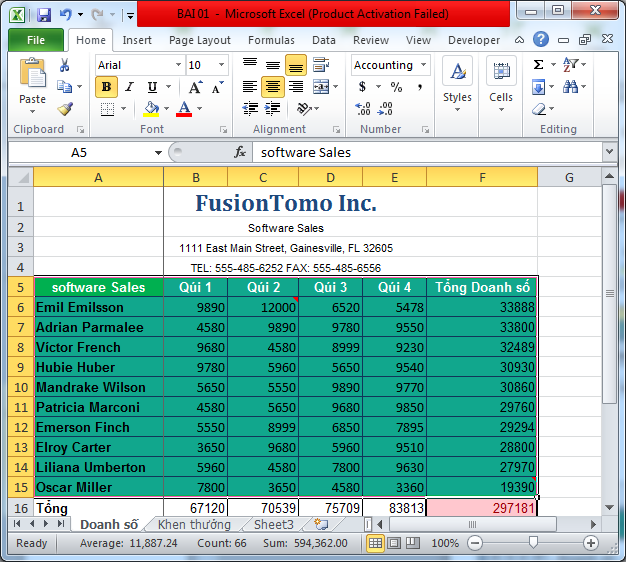 BAI 01 - Microsoft Excel (Product Activation Failed)
File Home Insert Page Layout Formulas Data Review View Developer
Paste
Arial 10
B I U
Accounting
$ % ,
Styles
Cells
Clipboard Font Alignment Number Editing
A5 fx software Sales
A B C D E F G
1 FusionTomo Inc.
2 Software Sales
3 1111 East Main Street, Gainesville, FL 32605
4 TEL: 555-485-6252 FAX: 555-485-6556
5 software Sales Qúi 1 Qúi 2 Qúi 3 Qúi 4 Tổng Doanh số
6 Emil Emilsson 9890 12000 6520 5478 33888
7 Adrian Parmalee 4580 9890 9780 9550 33800
8 Victor French 9680 4580 8999 9230 32489
9 Hubie Huber 9780 5960 5650 9540 30930
10 Mandrake Wilson 5650 5550 9890 9770 30860
11 Patricia Marconi 4580 5650 9680 9850 29760
12 Emerson Finch 5550 8999 6850 7895 29294
13 Elroy Carter 3650 9680 5960 9510 28800
14 Liliana Umberton 5960 4580 7800 9630 27970
15 Oscar Miller 7800 3650 4580 3360 19390
16 Tổng 67120 70539 75709 83813 297181
Doanh số Khen thưởng Sheet3
Ready Average: 11,887.24 Count: 66 Sum: 594,362.00 100%